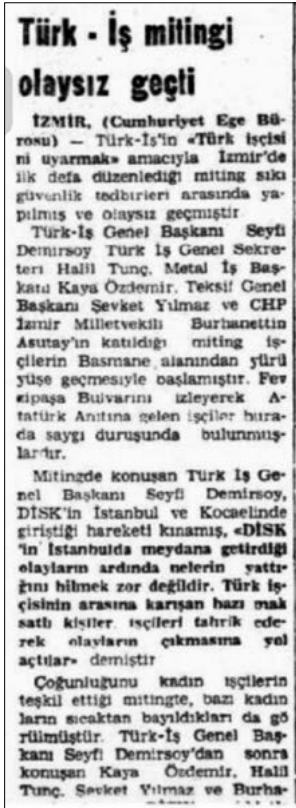 Türk - İş mitingi
olaysız geçti
İZMİR, (Cumhuriyet Ege Bü-
rosu) — Türk-İş'in «Türk işçisi
ni uyarmak» amacıyla İzmir'de
ilk defa düzenlediği miting sıkı
güvenlik tedbirleri arasında ya-
pılmış ve olaysız geçmiştir
Türk-İş Genel Başkanı Seyfi
Demirsoy Türk İş Genel Sekre-
teri Halil Tunç, Metal İş Baş-
kanı Kaya Özdemir, Teksif Genel
Başkanı Şevket Yılmaz ve CHP
İzmir Milletvekili Burhanettin
Asutay'ın katıldığı miting iş-
çilerin Basmane alanından yürü
yüşe geçmesiyle başlamıştır. Fev
zipaşa Bulvarını izleyerek A-
tatürk Anıtına gelen işçiler bura-
da saygı duruşunda bulunmuş-
lardır.
Mitingde konuşan Türk İş Ge-
nel Başkanı Seyfi Demirsoy,
DİSK'in İstanbul ve Kocaelinde
giriştiği hareketi kınamış, «DİSK
'in İstanbulda meydana getirdiği
olayların ardında nelerin yattı-
ğını bilmek zor değildir. Türk iş-
çisinin arasına karışan bazı mak
satlı kişiler, işçileri tahrik ede-
rek olayların çıkmasına yol
açtılar» demiştir
Çoğunluğunu kadın işçilerin
teşkil ettiği mitingte, bazı kadın
ların sıcaktan bayıldıkları da gö
rülmüştür. Türk-İş Genel Baş-
kanı Seyfi Demirsoy'dan sonra
konuşan Kaya Özdemir, Halil
Tunç, Şevket Yılmaz ve Burha-